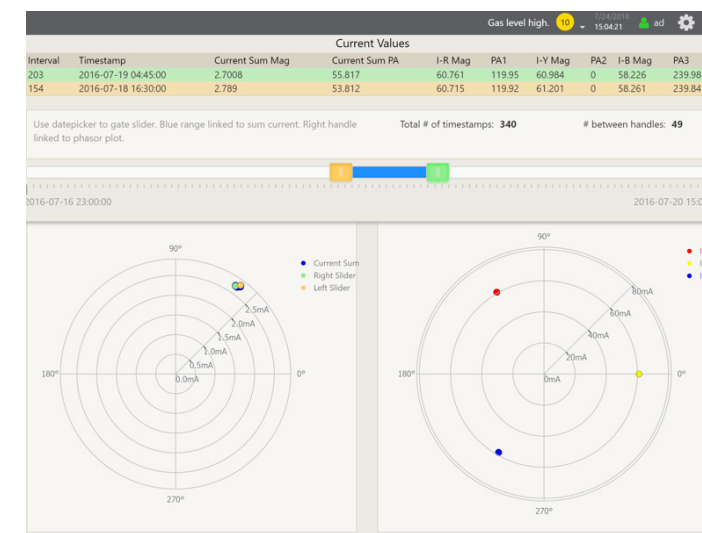 Gas level high. 10 7/24/2016 15:04:21 ad
Current Values
Interval Timestamp Current Sum Mag Current Sum PA I-R Mag PA1 I-Y Mag PA2 I-B Mag PA3
203 2016-07-19 04:45:00 2.7008 55.817 60.761 119.95 60.984 0 58.226 239.98
154 2016-07-18 16:30:00 2.789 53.812 60.715 119.92 61.201 0 58.261 239.84
Use datepicker to gate slider. Blue range linked to sum current. Right handle
linked to phasor plot.
Total # of timestamps: 340 # between handles: 49
2016-07-16 23:00:00 2016-07-20 15:0
90°
Current Sum
Right Slider
Left Slider
2.5mA
2.0mA
1.5mA
1.0mA
0.5mA
0.0mA
180° 0°
270°
90°
I
I
I
80mA
60mA
40mA
20mA
0mA
180° 0°
270°